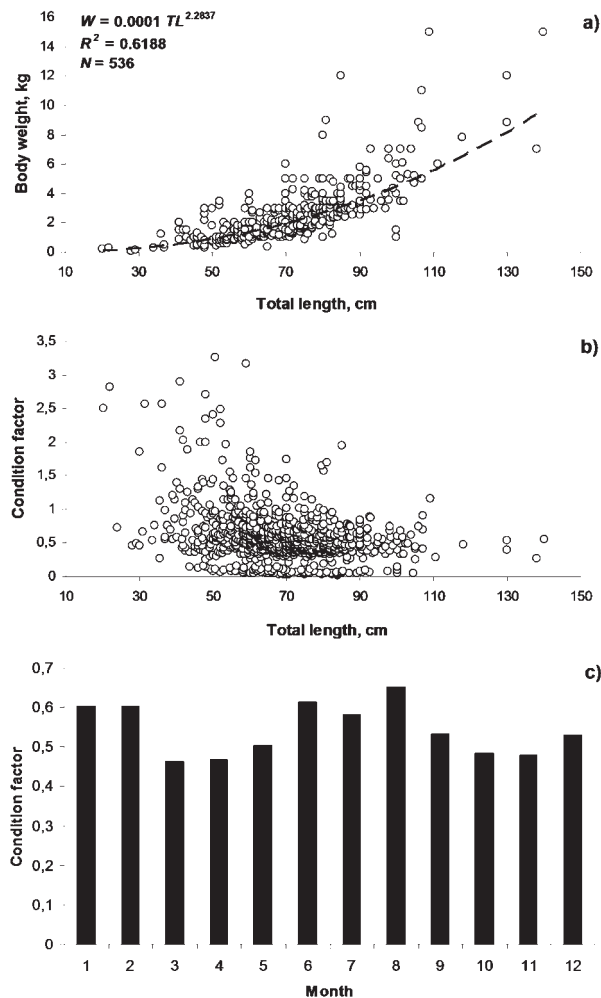 W = 0.0001 TL^2.2837
R² = 0.6188
N = 536
a)
16
14
12
10
8
6
4
2
0
Body weight, kg
10 30 50 70 90 110 130 150
Total length, cm
b)
3,5
3
2,5
2
1,5
1
0,5
0
Condition factor
10 30 50 70 90 110 130 150
Total length, cm
c)
0,7
0,6
0,5
0,4
0,3
0,2
0,1
0
Condition factor
1 2 3 4 5 6 7 8 9 10 11 12
Month